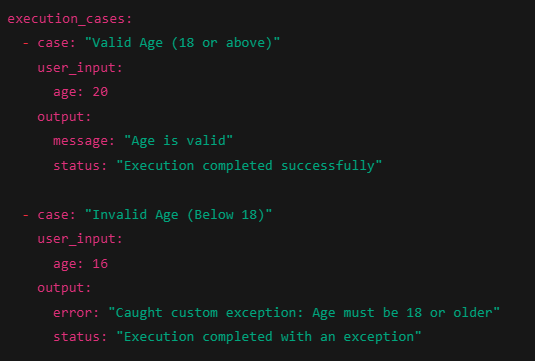 execution_cases:
  - case: "Valid Age (18 or above)"
    user_input:
      age: 20
    output:
      message: "Age is valid"
      status: "Execution completed successfully"

  - case: "Invalid Age (Below 18)"
    user_input:
      age: 16
    output:
      error: "Caught custom exception: Age must be 18 or older"
      status: "Execution completed with an exception"